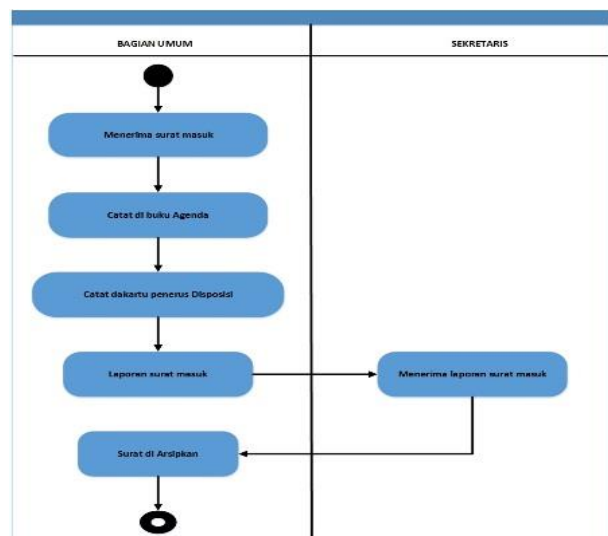 BAGIAN UMUM
SEKRETARIS
Menerima surat masuk
Catat di buku Agenda
Catat dakartu penerus Disposisi
Laporan surat masuk
Menerima laporan surat masuk
Surat di Arsipkan